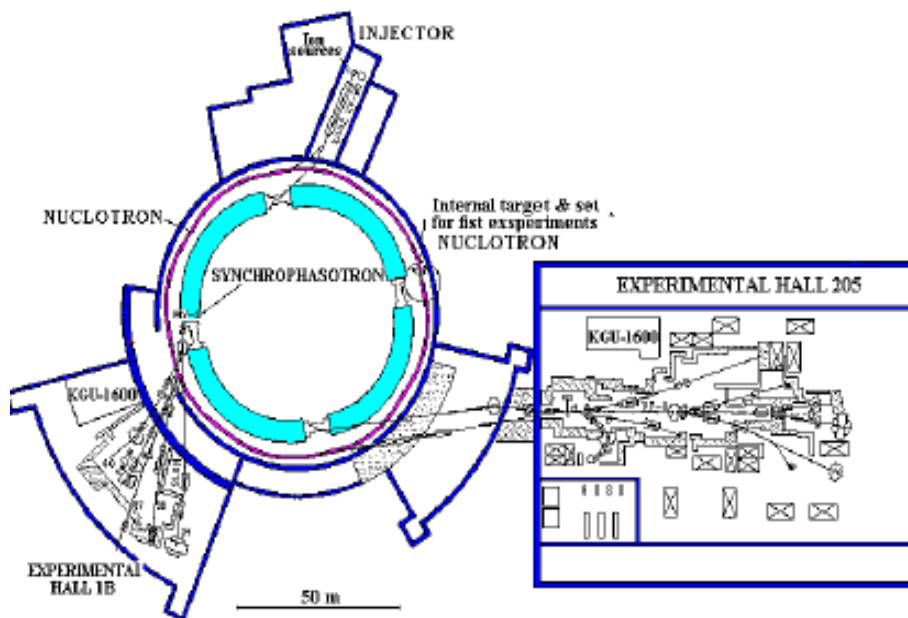 INJECTOR
sources
NUCLOTRON
Internal target & set
for fist exsperiments
NUCLOTRON
SYNCHROPHASOTRON
EXPERIMENTAL HALL 205
KGU-1600
KGU-1600
EXPERIMENTAL
HALL 1B
50 m